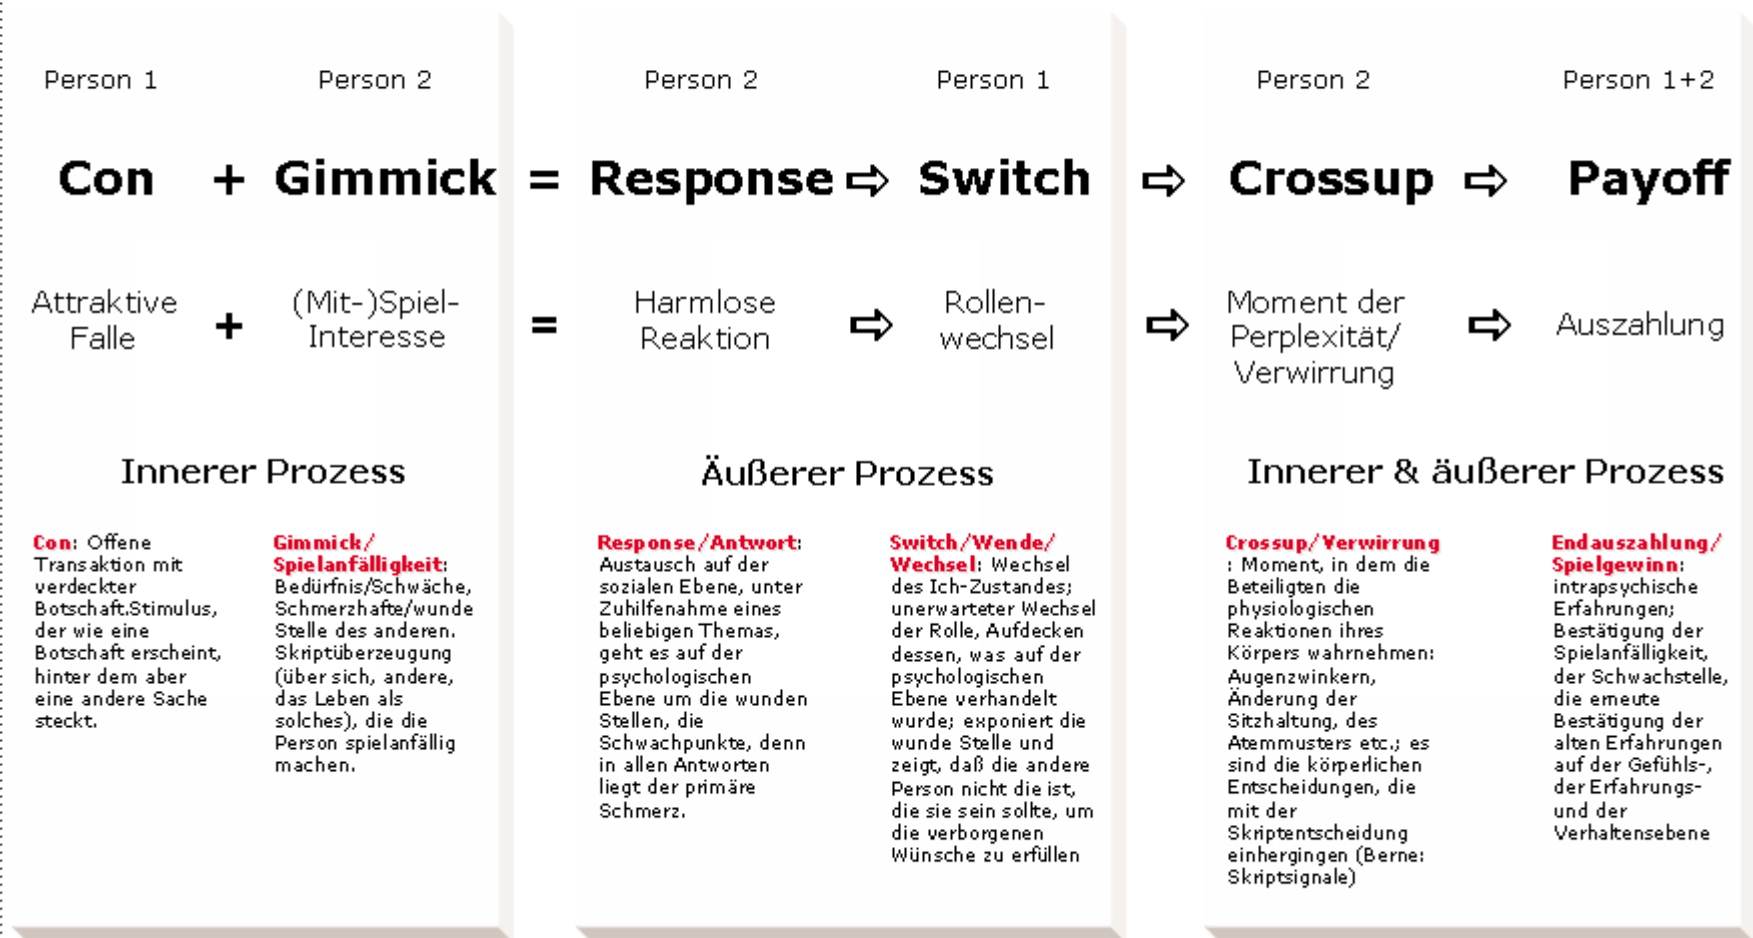 Person 1
Person 2
Person 2
Person 1
Person 2
Person 1+2
Con + Gimmick = Response ⇨ Switch ⇨ Crossup ⇨ Payoff
Attraktive
Falle
+
(Mit-)Spiel-
Interesse
=
Harmlose
Reaktion
⇨
Rollen-
wechsel
⇨
Moment der
Perplexität/
Verwirrung
⇨
Auszahlung
Innerer Prozess
Con: Offene
Transaktion mit
verdeckter
Botschaft.Stimulus,
der wie eine
Botschaft erscheint,
hinter dem aber
eine andere Sache
steckt.
Gimmick/
Spielanfälligkeit:
Bedürfnis/Schwäche,
Schmerzhafte/wunde
Stelle des anderen.
Skriptüberzeugung
(über sich, andere,
das Leben als
solches), die die
Person spielanfällig
machen.
Äußerer Prozess
Response/Antwort:
Austausch auf der
sozialen Ebene, unter
Zuhilfenahme eines
beliebigen Themas,
geht es auf der
psychologischen
Ebene um die wunden
Stellen, die
Schwachpunkte, denn
in allen Antworten
liegt der primäre
Schmerz.
Switch/Wende/
Wechsel: Wechsel
des Ich-Zustandes;
unerwarteter Wechsel
der Rolle, Aufdecken
dessen, was auf der
psychologischen
Ebene verhandelt
wurde; exponiert die
wunde Stelle und
zeigt, daß die andere
Person nicht die ist,
die sie sein sollte, um
die verborgenen
Wünsche zu erfüllen
Innerer & äußerer Prozess
Crossup/Verwirrung
: Moment, in dem die
Beteiligten die
physiologischen
Reaktionen ihres
Körpers wahrnehmen:
Augenzwinkern,
Änderung der
Sitzhaltung, des
Atemmusters etc.; es
sind die körperlichen
Entscheidungen, die
mit der
Skriptentscheidung
einhergingen (Berne:
Skriptsignale)
Endauszahlung/
Spielgewinn:
intrapsychische
Erfahrungen;
Bestätigung der
Spielanfälligkeit,
der Schwachstelle,
die erneute
Bestätigung der
alten Erfahrungen
auf der Gefühls-,
der Erfahrungs-
und der
Verhaltensebene